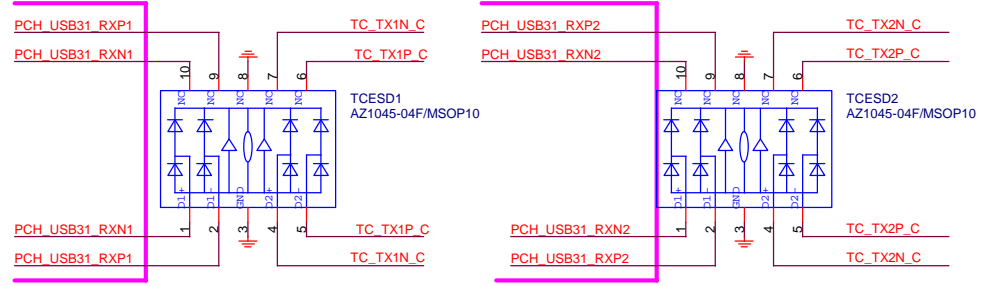 PCH_USB31_RXP1
TC_TX1N_C
PCH_USB31_RXN1
TC_TX1P_C
10
9
8
7
6
NC
NC
NC
NC
TCESD1
AZ1045-04F/MSOP10
D1+
D1-
GND
D2+
D2-
1
2
3
4
5
PCH_USB31_RXN1
TC_TX1P_C
PCH_USB31_RXP1
TC_TX1N_C
PCH_USB31_RXP2
TC_TX2N_C
PCH_USB31_RXN2
TC_TX2P_C
10
9
8
7
6
NC
NC
NC
NC
TCESD2
AZ1045-04F/MSOP10
D1+
D1-
GND
D2+
D2-
1
2
3
4
5
PCH_USB31_RXN2
TC_TX2P_C
PCH_USB31_RXP2
TC_TX2N_C